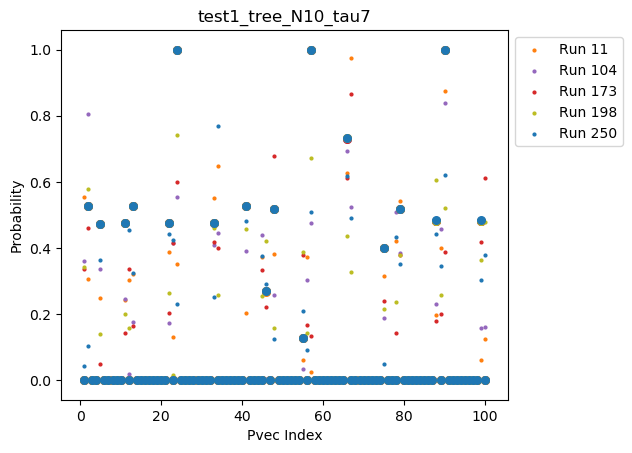 test1_tree_N10_tau7
1.0
0.8
0.6
0.4
0.2
0.0
Probability
0 20 40 60 80 100
Pvec Index
Run 11
Run 104
Run 173
Run 198
Run 250